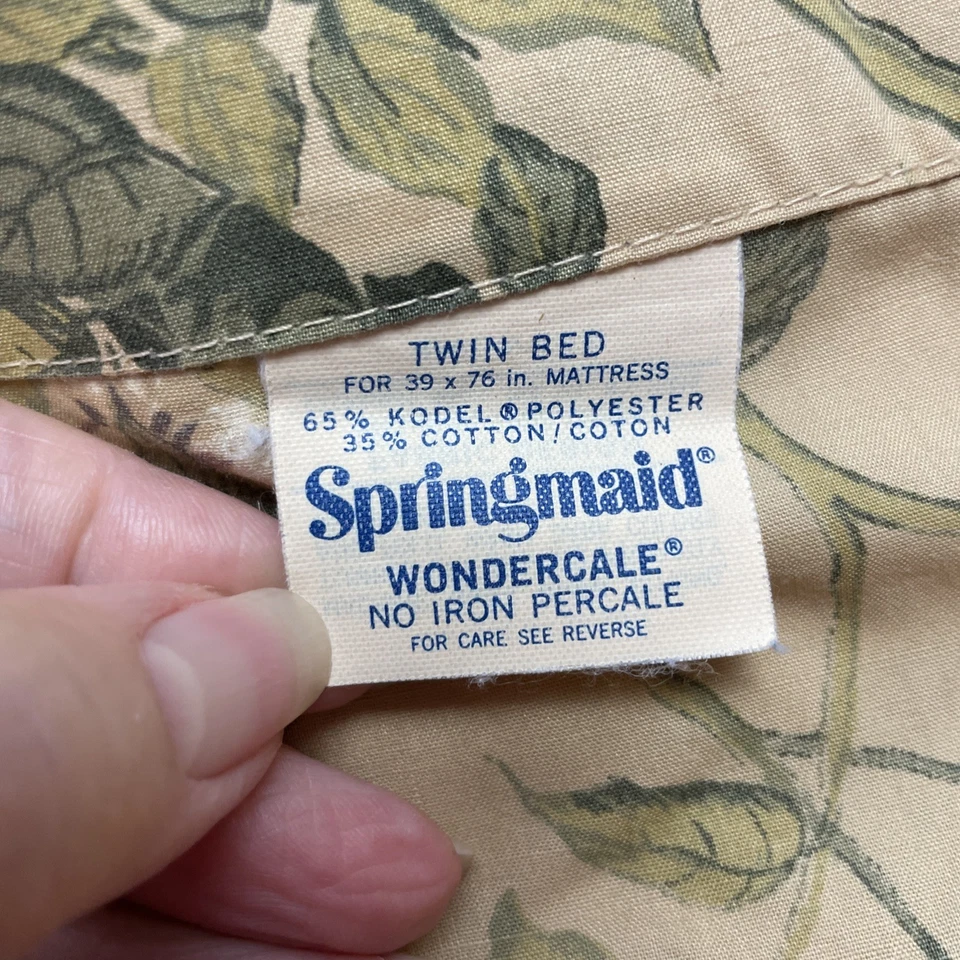 TWIN BED
FOR 39 x 76 in. MATTRESS
65% KODEL® POLYESTER
35% COTTON/COTON
Springmaid®
WONDERCALE®
NO IRON PERCALE
FOR CARE SEE REVERSE